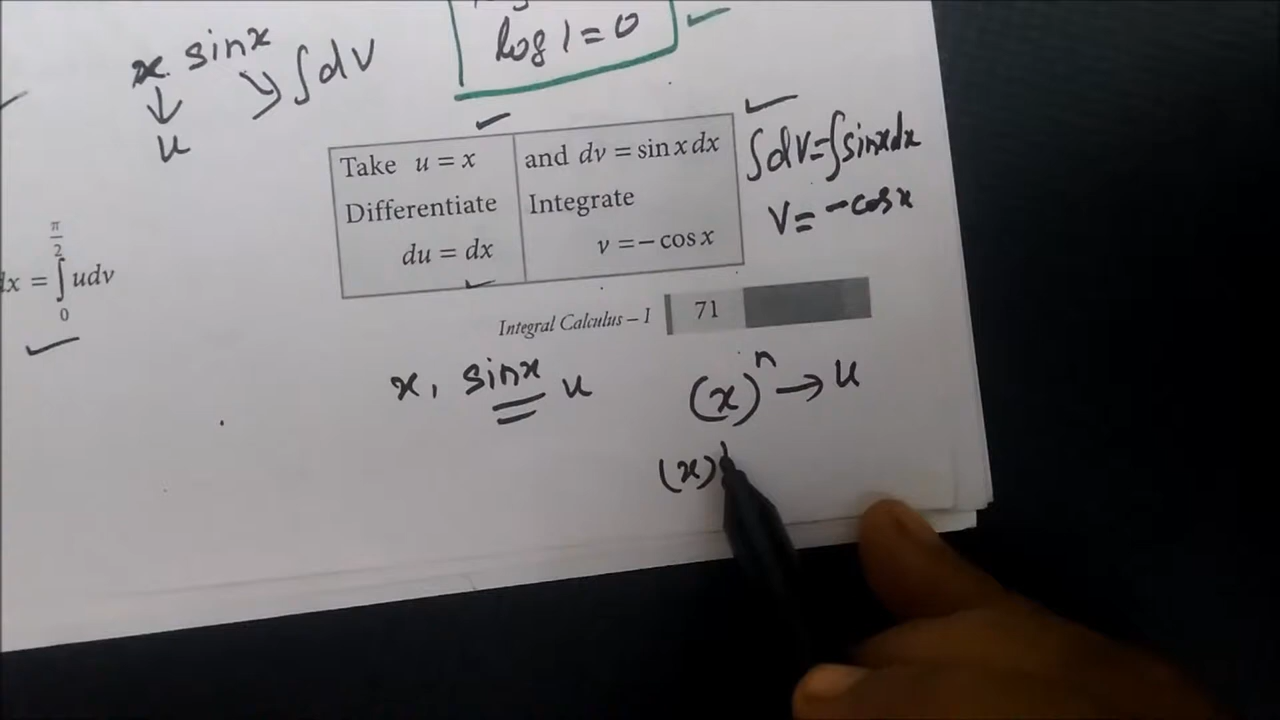 x sinx
↓ ↘ ∫dv
u
log 1 = 0
Take u = x and dv = sin x dx
Differentiate Integrate
du = dx v = − cos x
∫dv = ∫sinxdx
v = −cosx
dx = ∫₀^{π/2} udv
Integral Calculus – I 71
x, sinx u
(x)ⁿ → u
(x)